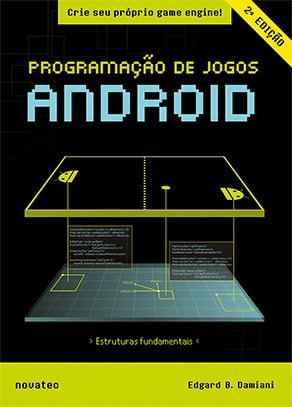 Crie seu próprio game engine!
2ª EDIÇÃO
PROGRAMAÇÃO DE JOGOS
ANDROID
› Estruturas fundamentais ‹
novatec
Edgard B. Damiani